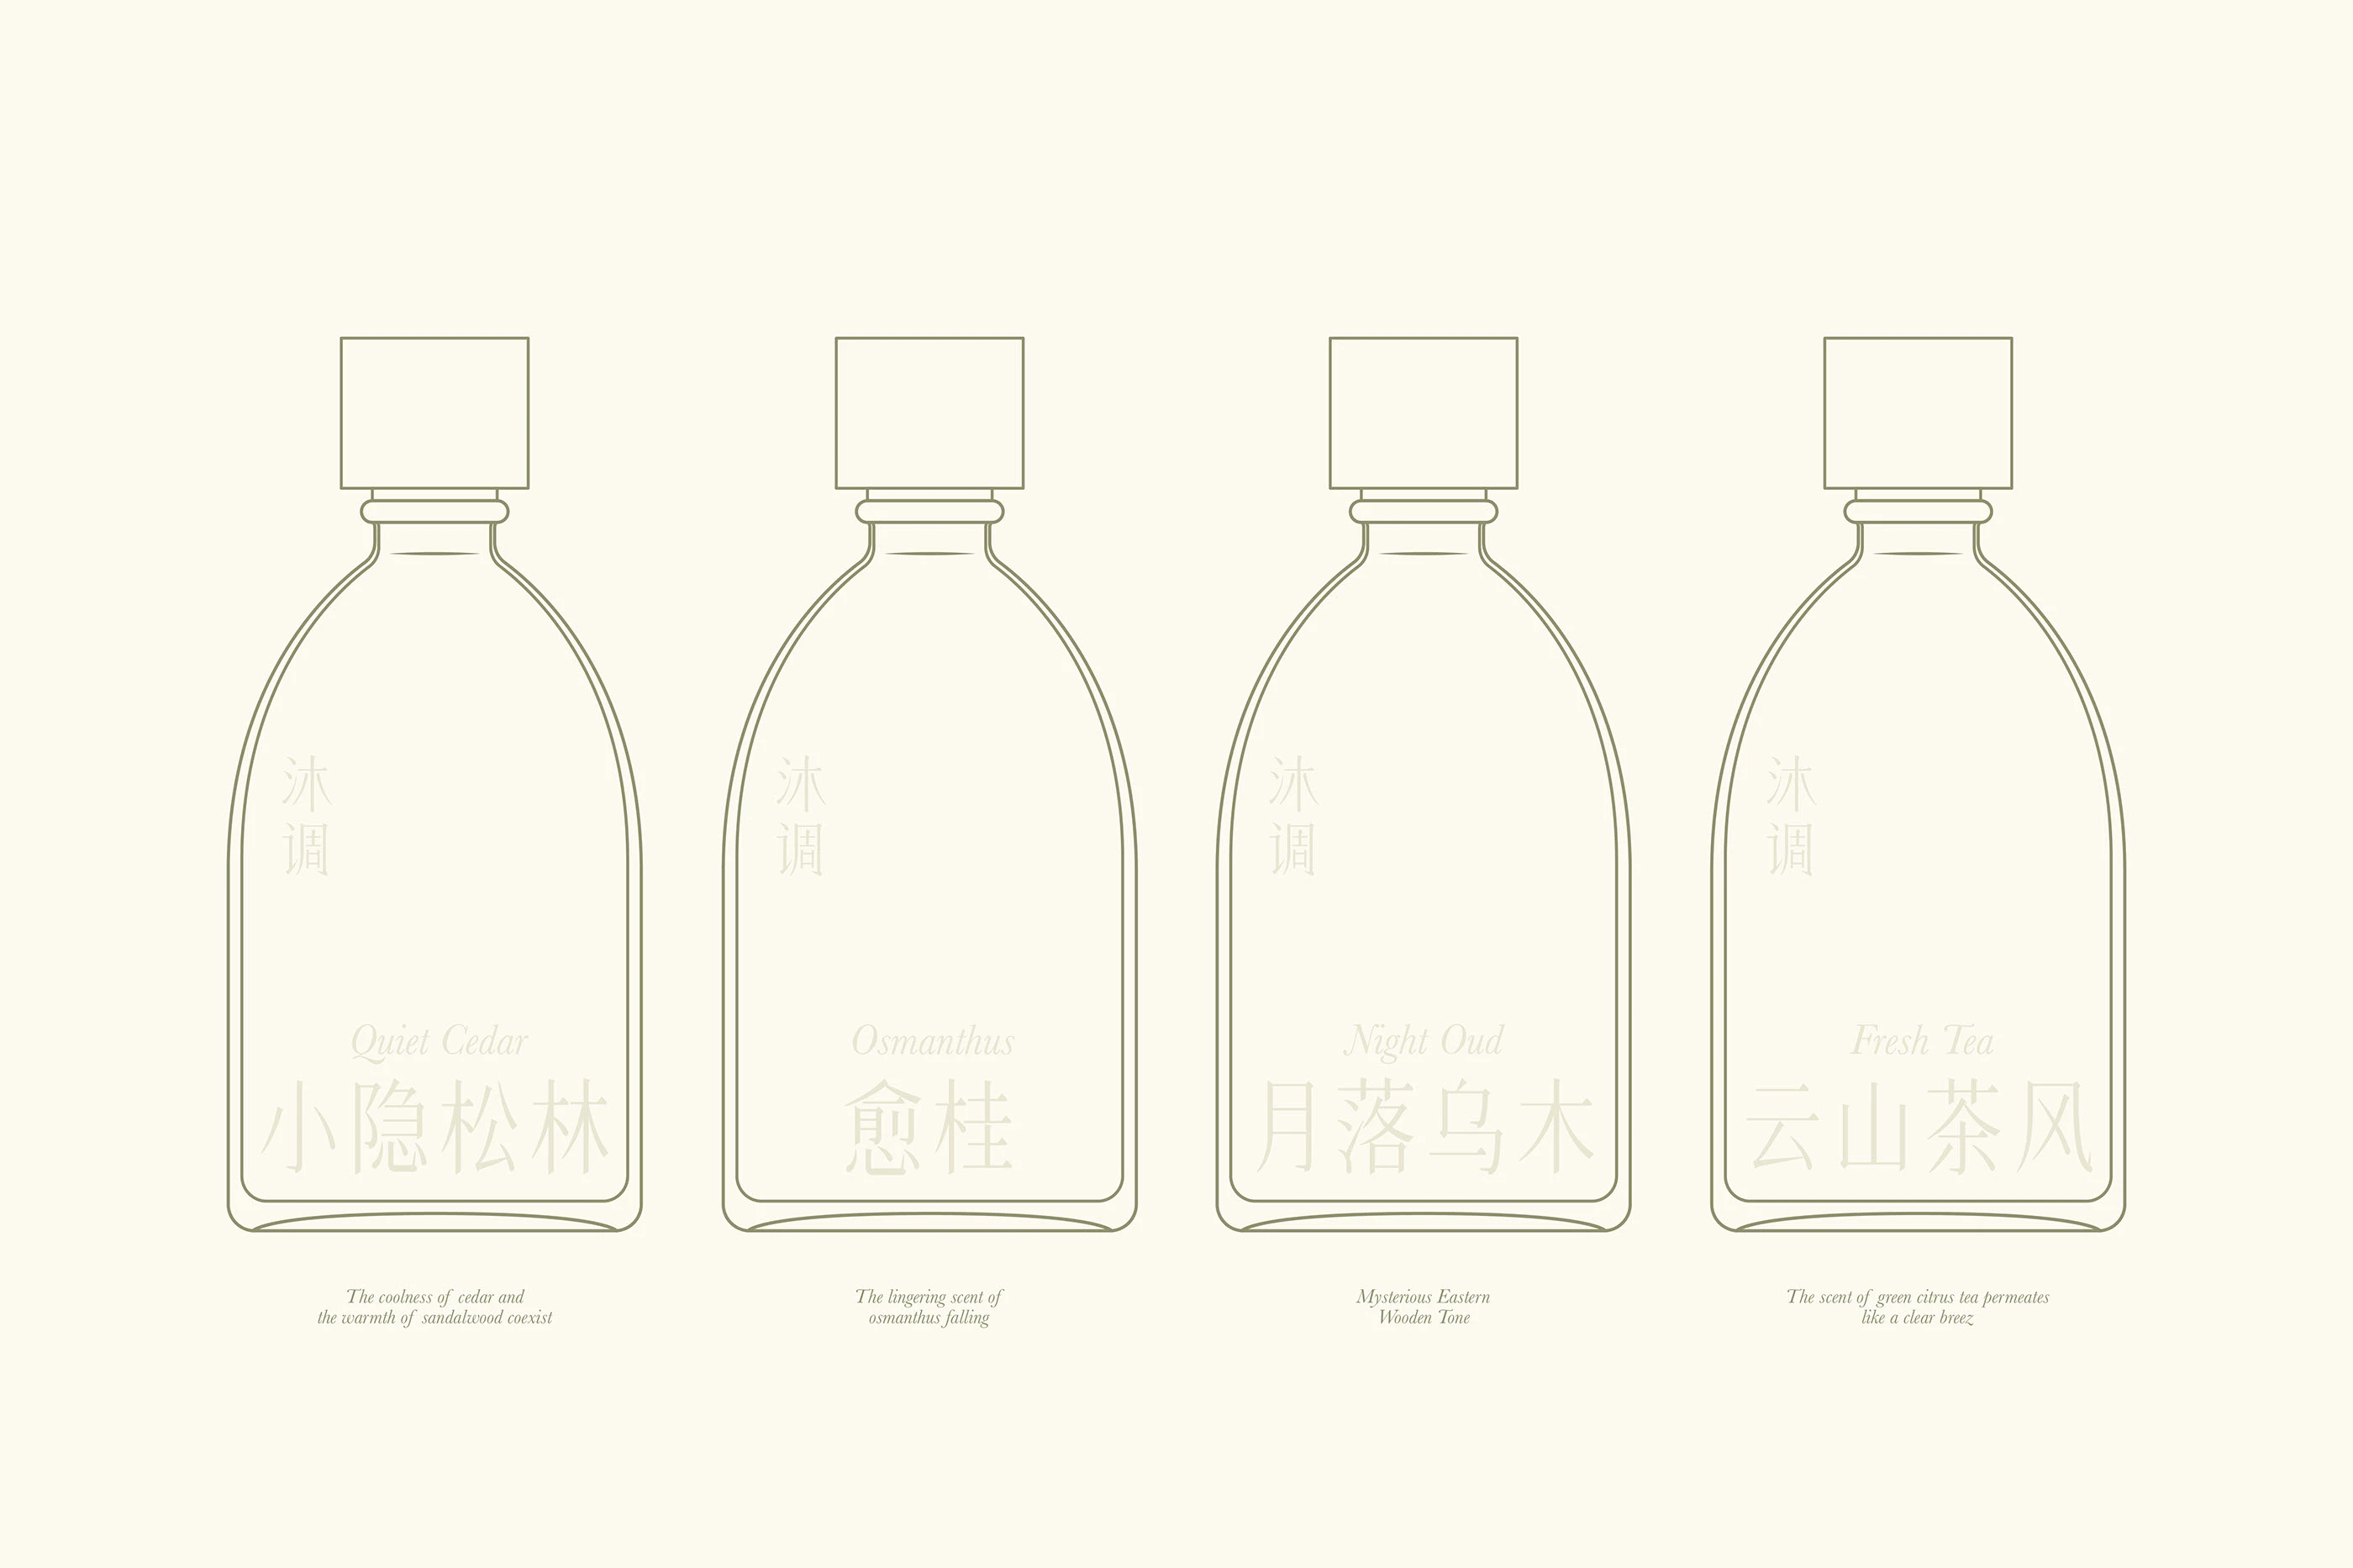 沐调
Quiet Cedar
小隐松林
The coolness of cedar and
the warmth of sandalwood coexist
沐调
Osmanthus
愈桂
The lingering scent of
osmanthus falling
沐调
Night Oud
月落乌木
Mysterious Eastern
Wooden Tone
沐调
Fresh Tea
云山茶风
The scent of green citrus tea permeates
like a clear breez